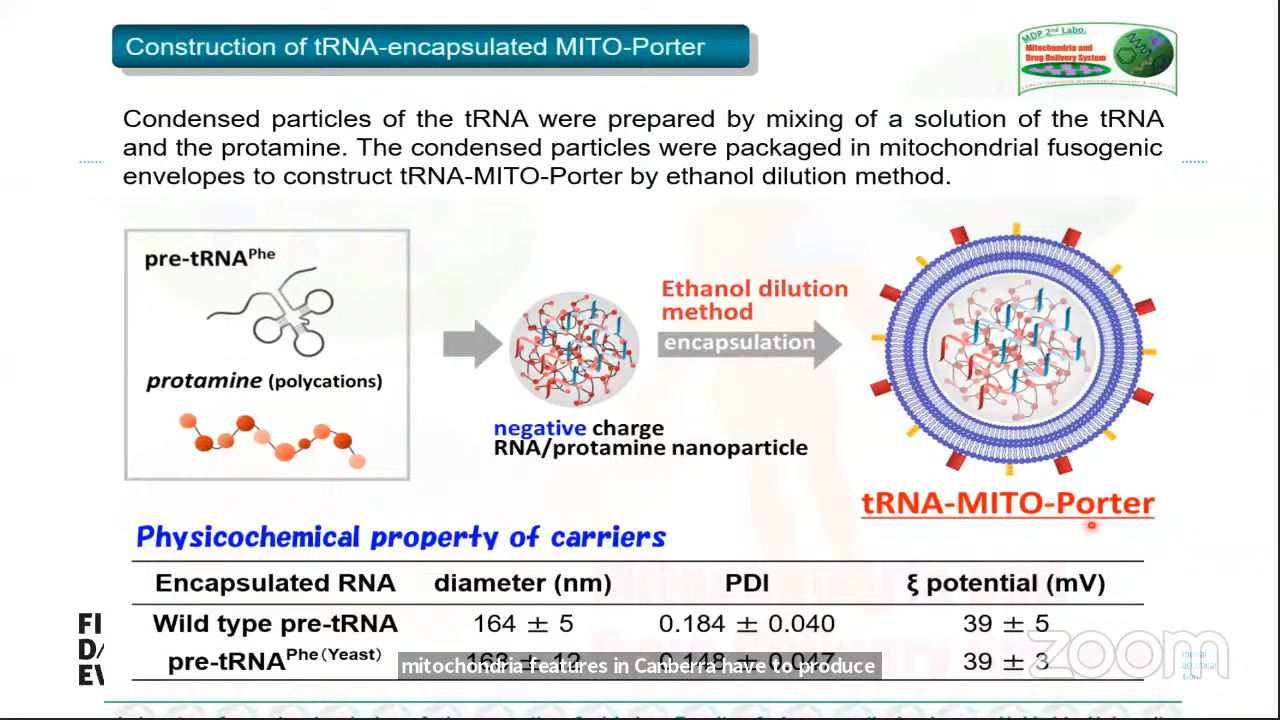 Construction of tRNA-encapsulated MITO-Porter
MDP 2nd Labo.
Mitochondria and
Drug Delivery System
Condensed particles of the tRNA were prepared by mixing of a solution of the tRNA
and the protamine. The condensed particles were packaged in mitochondrial fusogenic
envelopes to construct tRNA-MITO-Porter by ethanol dilution method.
pre-tRNAPhe
protamine (polycations)
negative charge
RNA/protamine nanoparticle
Ethanol dilution
method
encapsulation
tRNA-MITO-Porter
Physicochemical property of carriers
Encapsulated RNA diameter (nm) PDI ξ potential (mV)
Wild type pre-tRNA 164 ± 5 0.184 ± 0.040 39 ± 5
pre-tRNAPhe(Yeast) 39 ± 3
mitochondria features in Canberra have to produce
FI
D/
EV
zoom